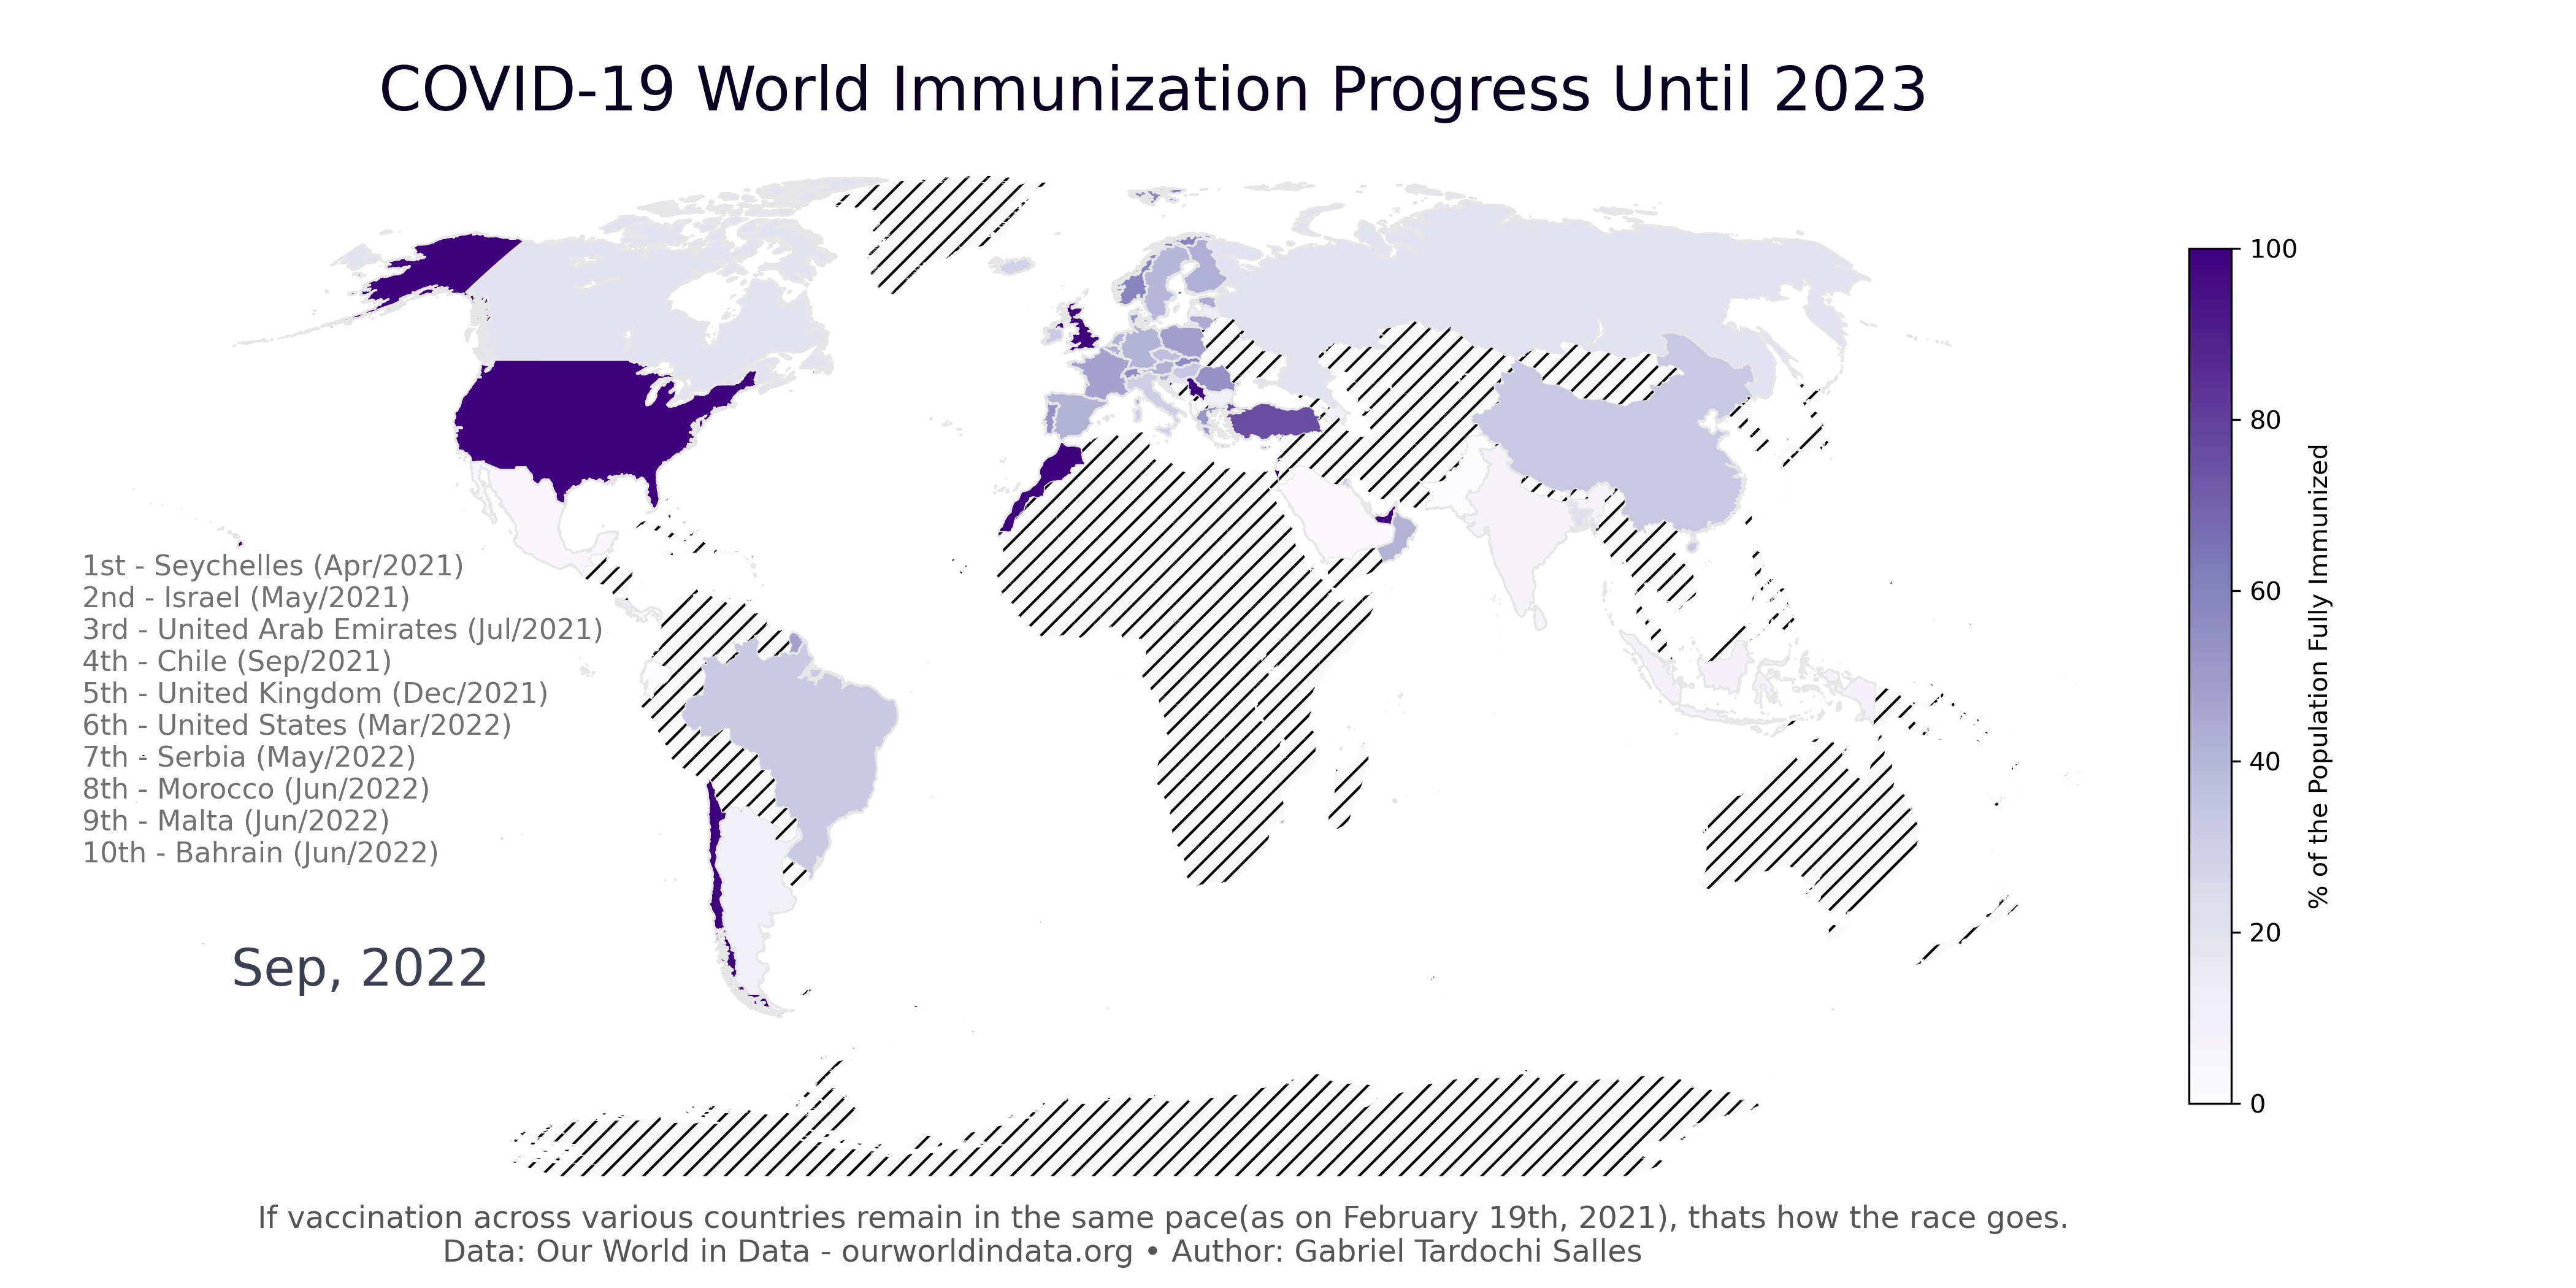 COVID-19 World Immunization Progress Until 2023
1st - Seychelles (Apr/2021)
2nd - Israel (May/2021)
3rd - United Arab Emirates (Jul/2021)
4th - Chile (Sep/2021)
5th - United Kingdom (Dec/2021)
6th - United States (Mar/2022)
7th - Serbia (May/2022)
8th - Morocco (Jun/2022)
9th - Malta (Jun/2022)
10th - Bahrain (Jun/2022)
Sep, 2022
100
80
60
40
20
0
% of the Population Fully Immunized
If vaccination across various countries remain in the same pace(as on February 19th, 2021), thats how the race goes.
Data: Our World in Data - ourworldindata.org • Author: Gabriel Tardochi Salles